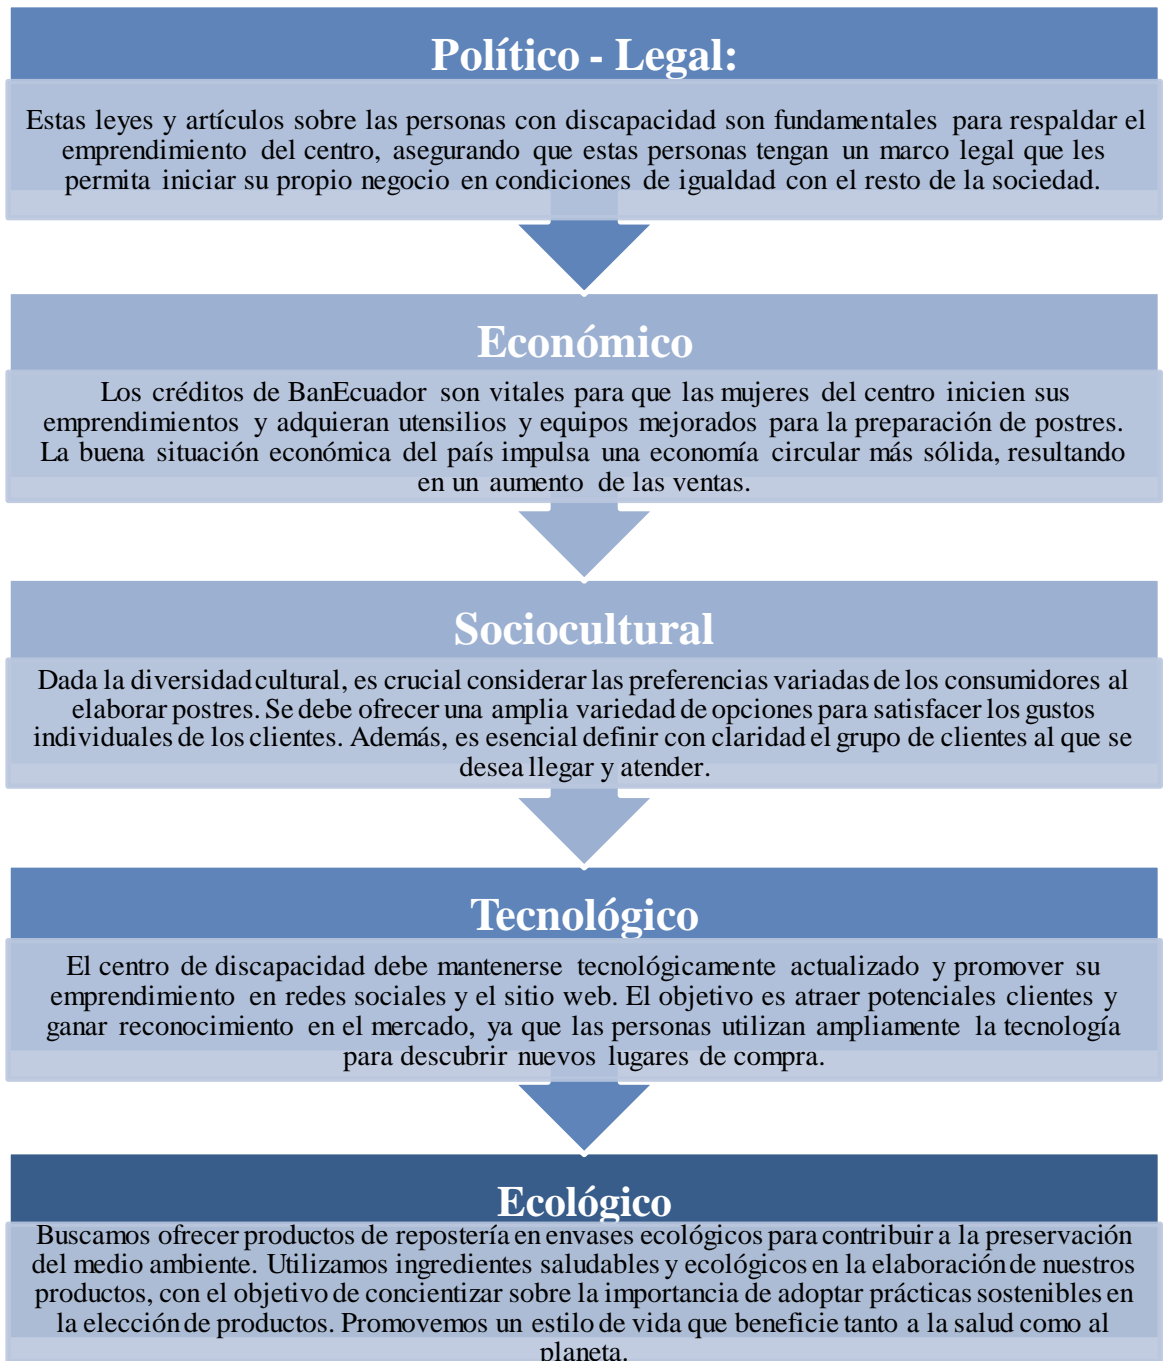 Político - Legal:
Estas leyes y artículos sobre las personas con discapacidad son fundamentales para respaldar el
emprendimiento del centro, asegurando que estas personas tengan un marco legal que les
permita iniciar su propio negocio en condiciones de igualdad con el resto de la sociedad.
Económico
Los créditos de BanEcuador son vitales para que las mujeres del centro inicien sus
emprendimientos y adquieran utensilios y equipos mejorados para la preparación de postres.
La buena situación económica del país impulsa una economía circular más sólida, resultando
en un aumento de las ventas.
Sociocultural
Dada la diversidad cultural, es crucial considerar las preferencias variadas de los consumidores al
elaborar postres. Se debe ofrecer una amplia variedad de opciones para satisfacer los gustos
individuales de los clientes. Además, es esencial definir con claridad el grupo de clientes al que se
desea llegar y atender.
Tecnológico
El centro de discapacidad debe mantenerse tecnológicamente actualizado y promover su
emprendimiento en redes sociales y el sitio web. El objetivo es atraer potenciales clientes y
ganar reconocimiento en el mercado, ya que las personas utilizan ampliamente la tecnología
para descubrir nuevos lugares de compra.
Ecológico
Buscamos ofrecer productos de repostería en envases ecológicos para contribuir a la preservación
del medio ambiente. Utilizamos ingredientes saludables y ecológicos en la elaboración de nuestros
productos, con el objetivo de concientizar sobre la importancia de adoptar prácticas sostenibles en
la elección de productos. Promovemos un estilo de vida que beneficie tanto a la salud como al
planeta.